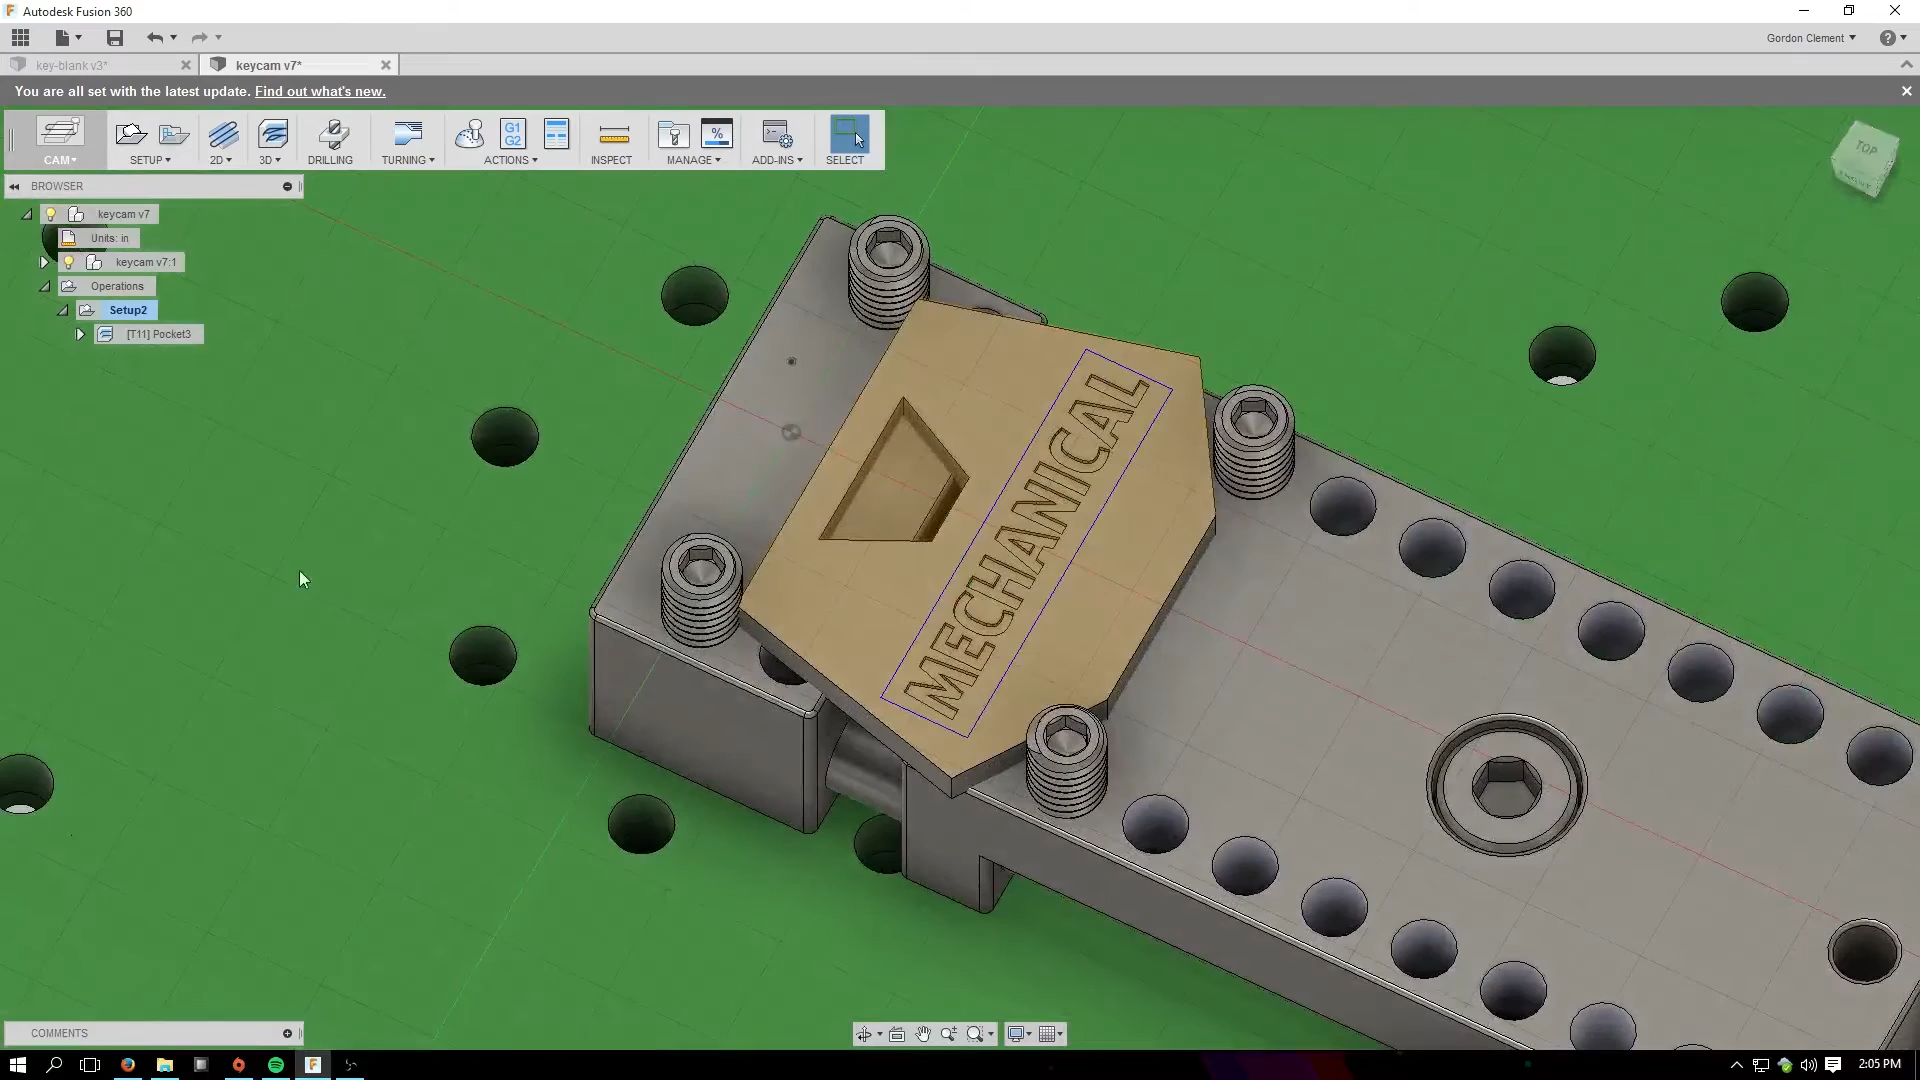 Autodesk Fusion 360
Gordon Clement
key-blank v3*
keycam v7*
You are all set with the latest update. Find out what's new.
CAM
SETUP
2D
3D
DRILLING
TURNING
G1
G2
ACTIONS
INSPECT
%
MANAGE
ADD-INS
SELECT
TOP
BROWSER
keycam v7
Units: in
keycam v7:1
Operations
Setup2
[T11] Pocket3
MECHANICAL
COMMENTS
2:05 PM